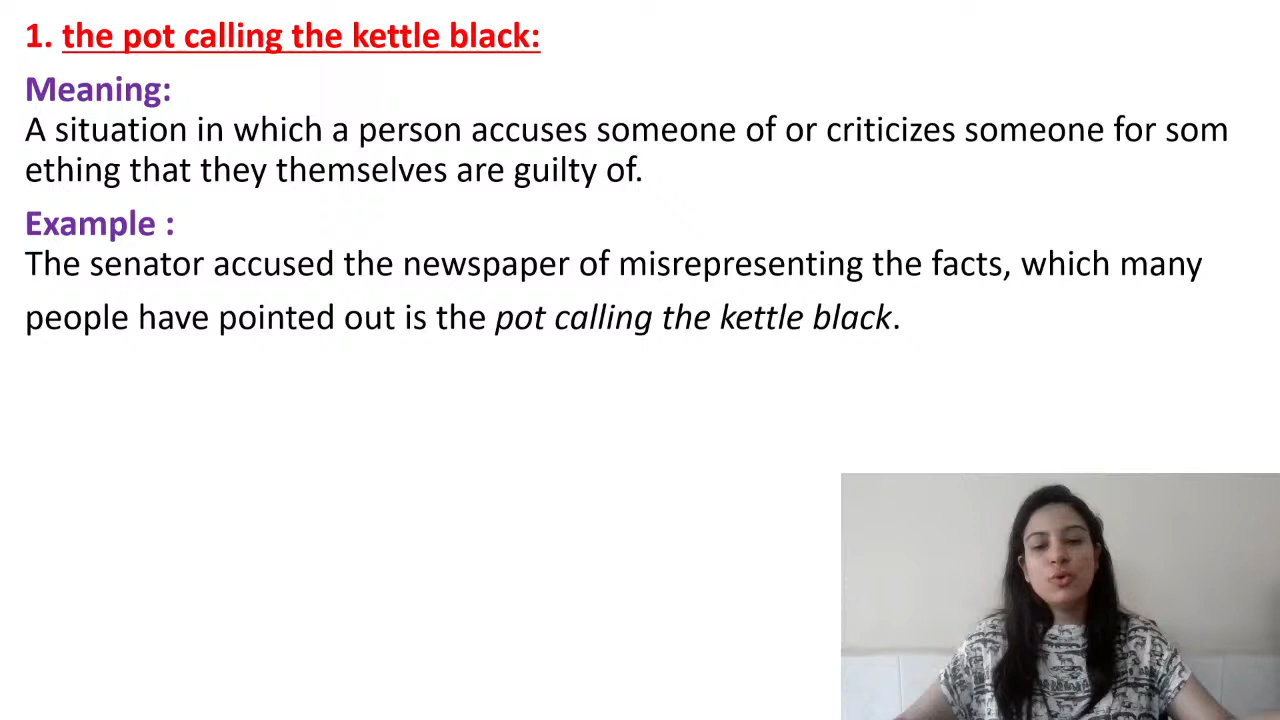 1. the pot calling the kettle black:
Meaning:
A situation in which a person accuses someone of or criticizes someone for som
ething that they themselves are guilty of.
Example :
The senator accused the newspaper of misrepresenting the facts, which many
people have pointed out is the pot calling the kettle black.